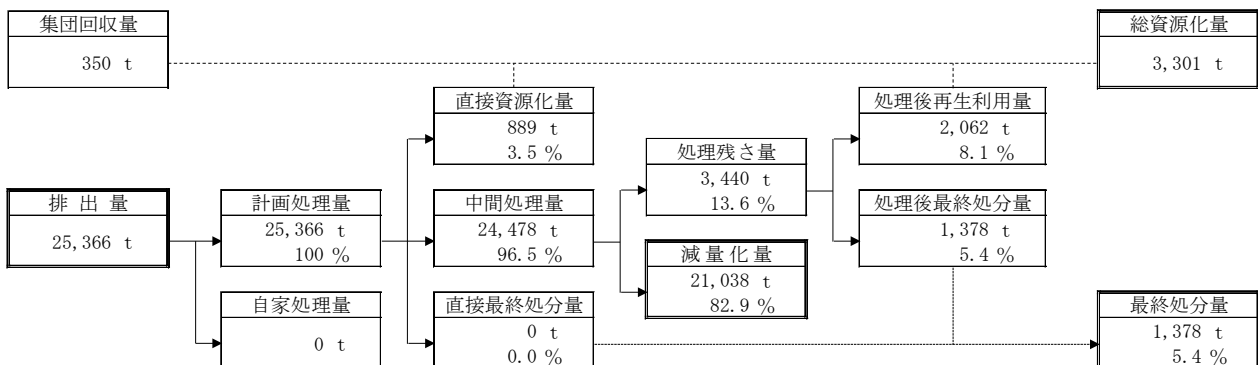 集団回収量
350 t
総資源化量
3,301 t
直接資源化量
889 t
3.5 %
処理後再生利用量
2,062 t
8.1 %
処理残さ量
3,440 t
13.6 %
排 出 量
25,366 t
計画処理量
25,366 t
100 %
中間処理量
24,478 t
96.5 %
処理後最終処分量
1,378 t
5.4 %
減 量 化 量
21,038 t
82.9 %
自家処理量
0 t
直接最終処分量
0 t
0.0 %
最終処分量
1,378 t
5.4 %